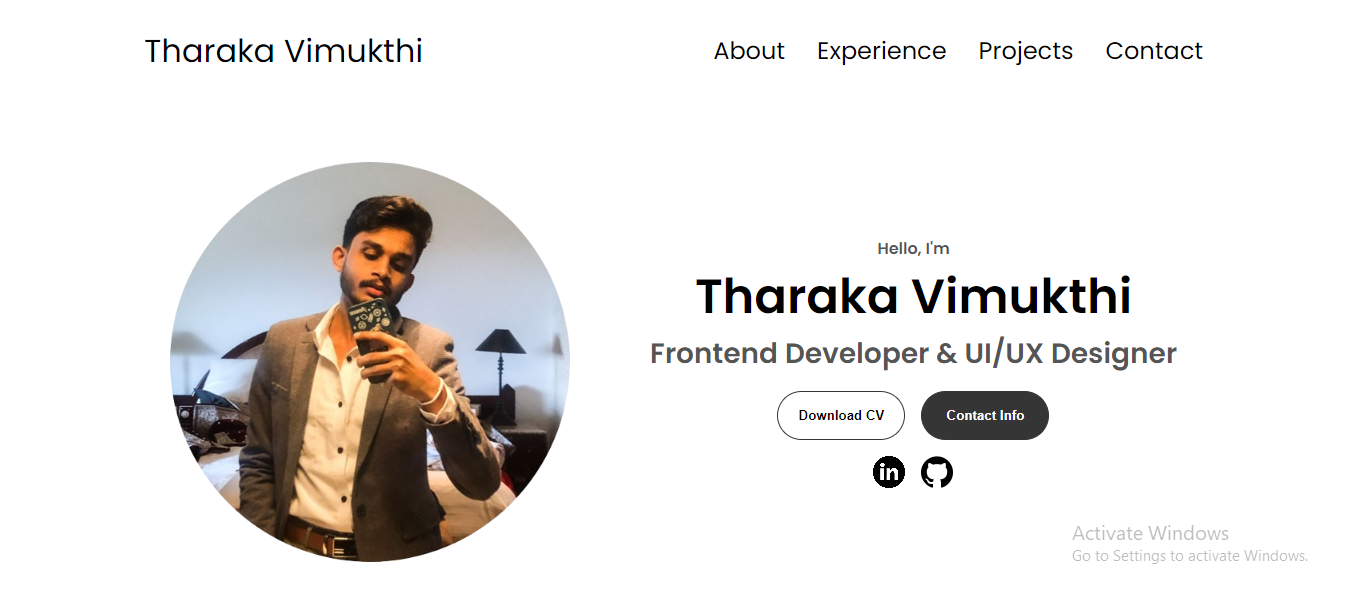 Tharaka Vimukthi
About Experience Projects Contact
Hello, I'm
Tharaka Vimukthi
Frontend Developer & UI/UX Designer
Download CV Contact Info
in
Activate Windows
Go to Settings to activate Windows.